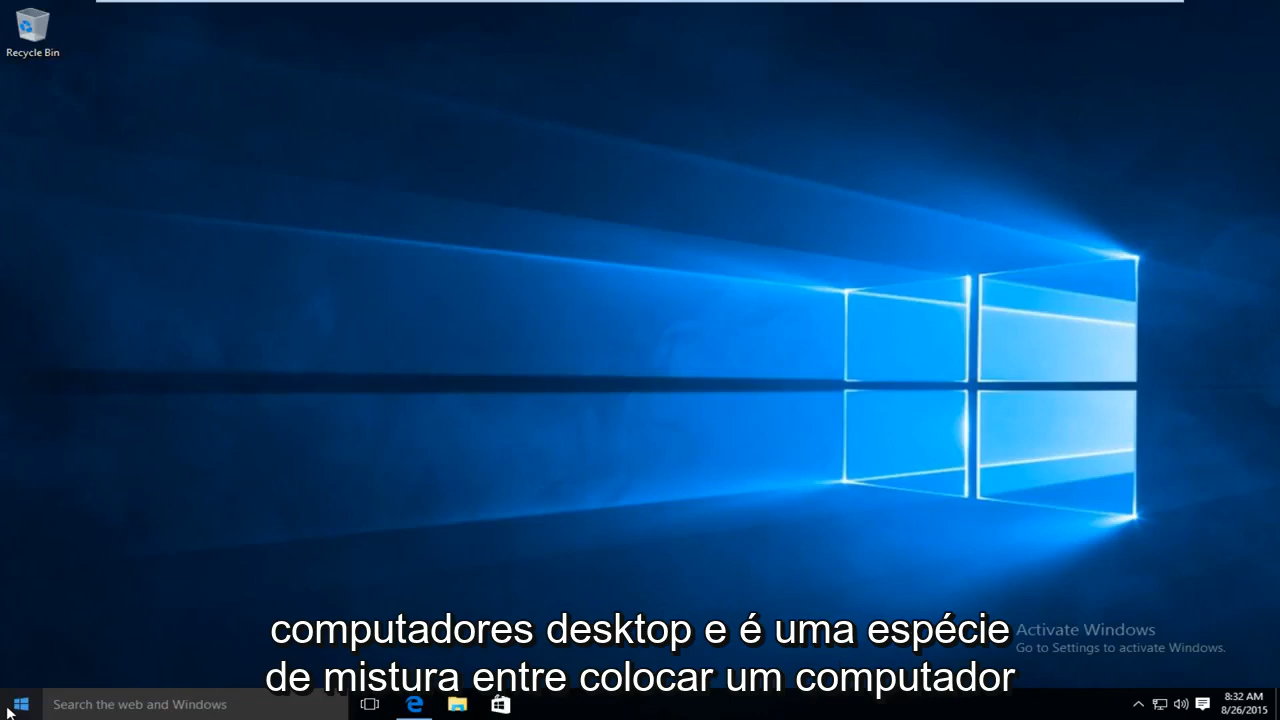 Recycle Bin
computadores desktop e é uma espécie
de mistura entre colocar um computador
Activate Windows
Go to Settings to activate Windows.
Search the web and Windows
8:32 AM
8/26/2015